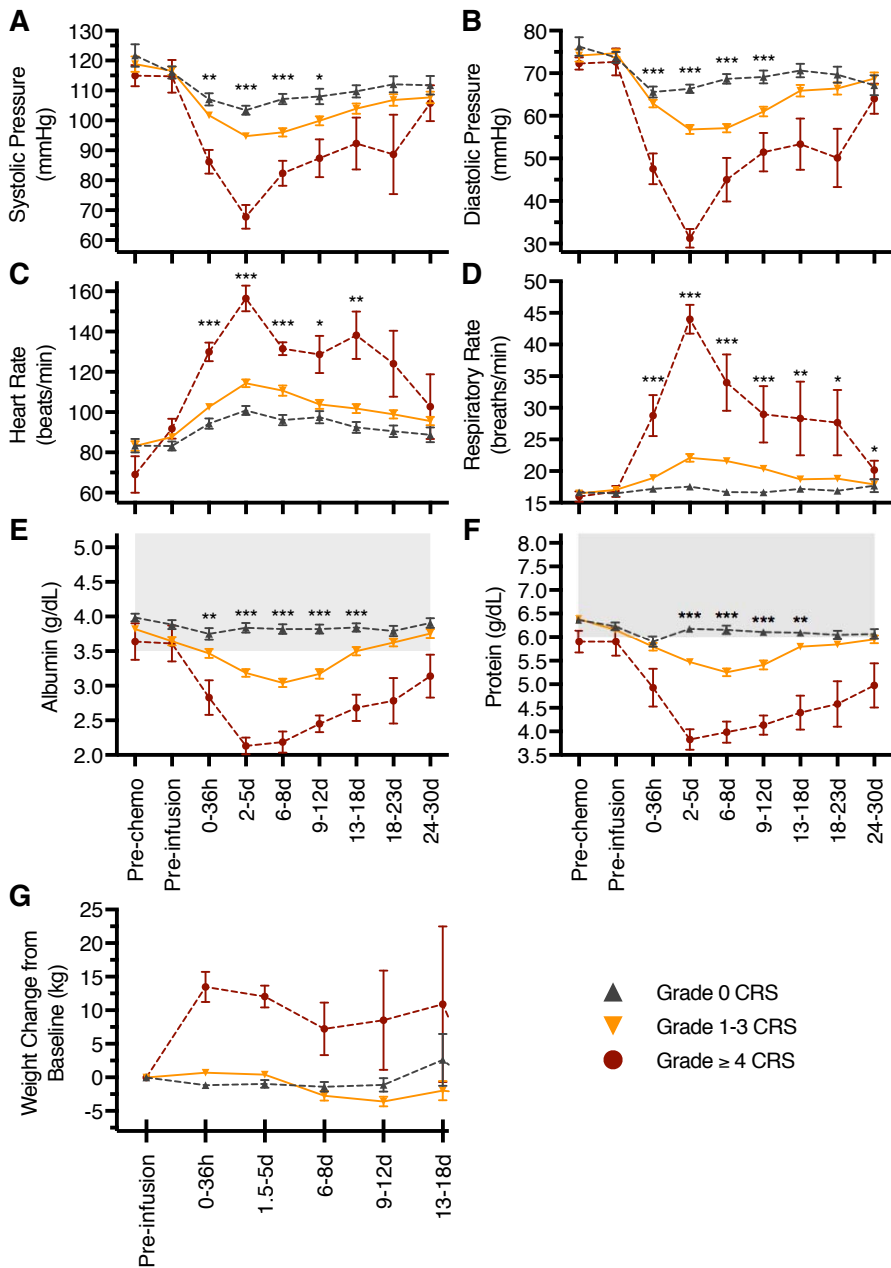 A
130
120
110
100
90
80
70
60
Systolic Pressure
(mmHg)
**
***
***
*
B
80
70
60
50
40
30
Diastolic Pressure
(mmHg)
***
***
***
***
C
160
140
120
100
80
60
Heart Rate
(beats/min)
***
***
***
*
**
D
50
45
40
35
30
25
20
15
Respiratory Rate
(breaths/min)
***
***
***
***
**
*
*
E
5.0
4.5
4.0
3.5
3.0
2.5
2.0
Albumin (g/dL)
**
***
***
***
***
Pre-chemo
Pre-infusion
0-36h
2-5d
6-8d
9-12d
13-18d
18-23d
24-30d
F
8.0
7.5
7.0
6.5
6.0
5.5
5.0
4.5
4.0
3.5
Protein (g/dL)
***
***
***
**
Pre-chemo
Pre-infusion
0-36h
2-5d
6-8d
9-12d
13-18d
18-23d
24-30d
G
25
20
15
10
5
0
-5
Weight Change from
Baseline (kg)
Pre-infusion
0-36h
1.5-5d
6-8d
9-12d
13-18d
Grade 0 CRS
Grade 1-3 CRS
Grade ≥ 4 CRS